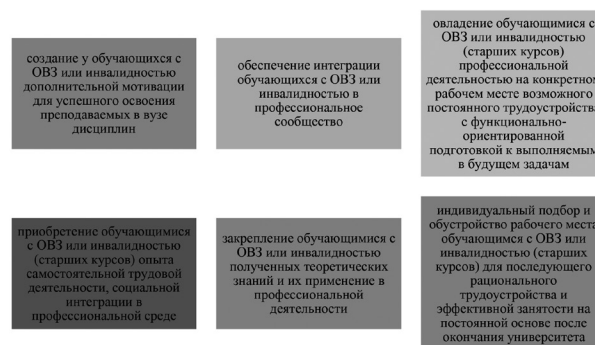 создание у обучающихся с
ОВЗ или инвалидностью
дополнительной мотивации
для успешного освоения
преподаваемых в вузе
дисциплин
обеспечение интеграции
обучающихся с ОВЗ или
инвалидностью в
профессиональное
сообщество
овладение обучающимися с
ОВЗ или инвалидностью
(старших курсов)
профессиональной
деятельностью на конкретном
рабочем месте возможного
постоянного трудоустройства
с функционально-
ориентированной
подготовкой к выполняемым
в будущем задачам
приобретение обучающимися
с ОВЗ или инвалидностью
(старших курсов) опыта
самостоятельной трудовой
деятельности, социальной
интеграции в
профессиональной среде
закрепление обучающимися с
ОВЗ или инвалидностью
полученных теоретических
знаний и их применение в
профессиональной
деятельности
индивидуальный подбор и
обустройство рабочего места
обучающимся с ОВЗ или
инвалидностью (старших
курсов) для последующего
рационального
трудоустройства и
эффективной занятости на
постоянной основе после
окончания университета